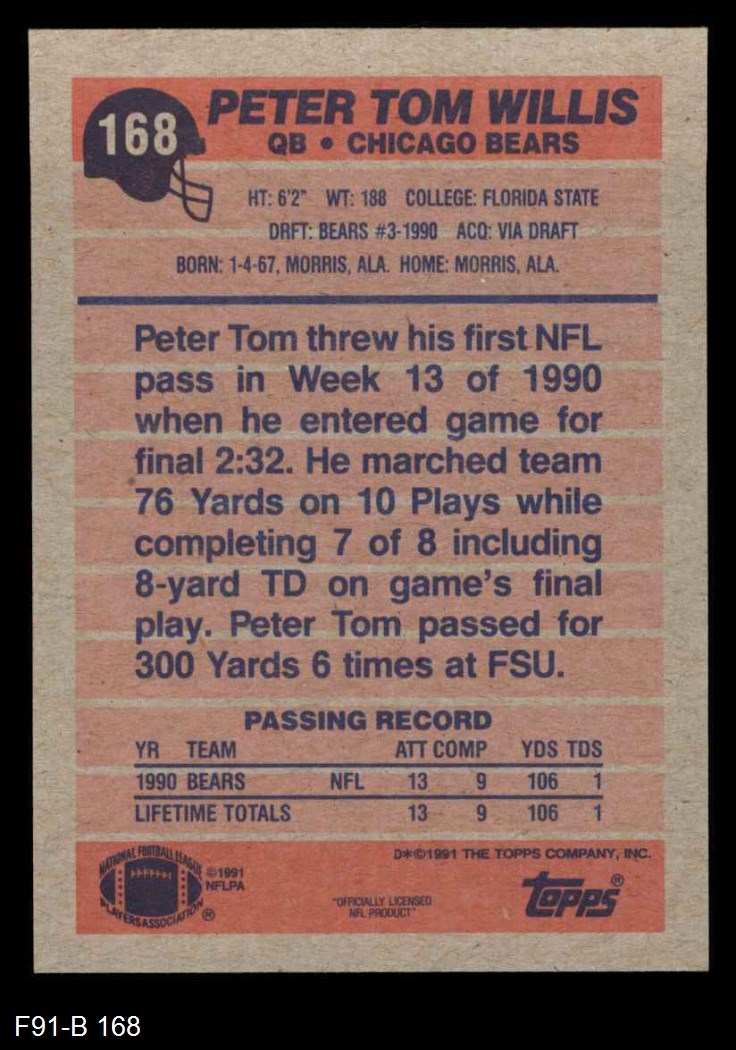 168
PETER TOM WILLIS
QB • CHICAGO BEARS
HT: 6'2" WT: 188 COLLEGE: FLORIDA STATE
DRFT: BEARS #3-1990 ACQ: VIA DRAFT
BORN: 1-4-67, MORRIS, ALA. HOME: MORRIS, ALA.
Peter Tom threw his first NFL
pass in Week 13 of 1990
when he entered game for
final 2:32. He marched team
76 Yards on 10 Plays while
completing 7 of 8 including
8-yard TD on game's final
play. Peter Tom passed for
300 Yards 6 times at FSU.
PASSING RECORD
YR TEAM ATT COMP YDS TDS
1990 BEARS NFL 13 9 106 1
LIFETIME TOTALS 13 9 106 1
NATIONAL FOOTBALL LEAGUE
PLAYERS ASSOCIATION ®
©1991
NFLPA
"OFFICIALLY LICENSED
NFL PRODUCT"
D*©1991 THE TOPPS COMPANY, INC.
topps®
F91-B 168